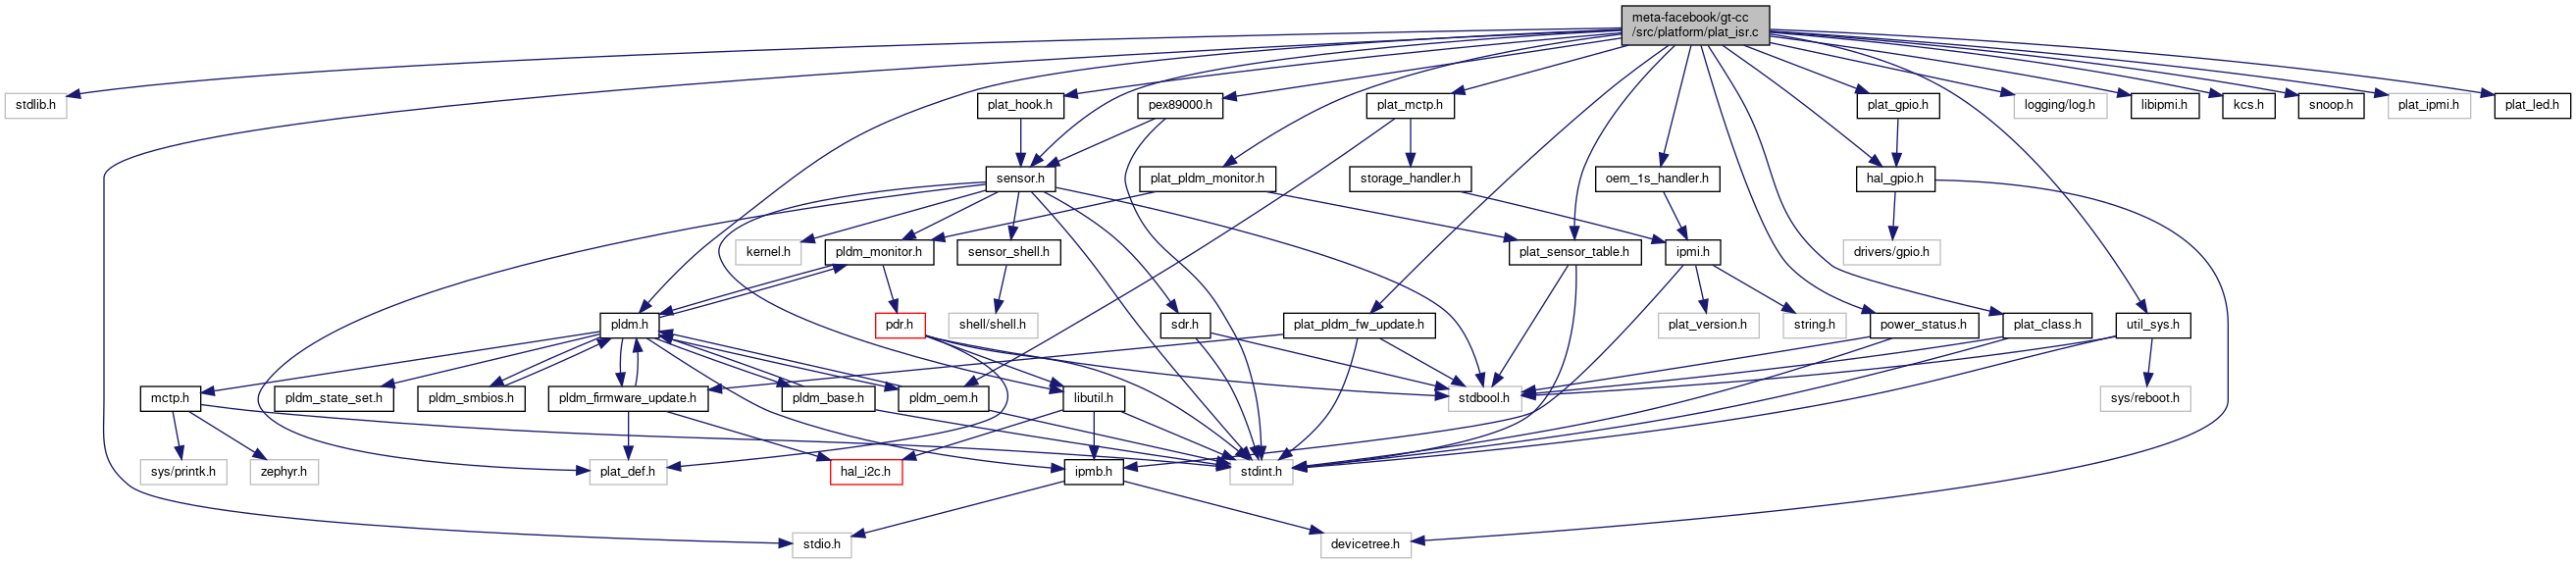 meta-facebook/gt-cc
/src/platform/plat_isr.c
stdlib.h
plat_hook.h
pex89000.h
plat_mctp.h
plat_gpio.h
logging/log.h
libipmi.h
kcs.h
snoop.h
plat_ipmi.h
plat_led.h
sensor.h
plat_pldm_monitor.h
storage_handler.h
oem_1s_handler.h
hal_gpio.h
kernel.h
pldm_monitor.h
sensor_shell.h
plat_sensor_table.h
ipmi.h
drivers/gpio.h
pldm.h
pdr.h
shell/shell.h
sdr.h
plat_pldm_fw_update.h
plat_version.h
string.h
power_status.h
plat_class.h
util_sys.h
mctp.h
pldm_state_set.h
pldm_smbios.h
pldm_firmware_update.h
pldm_base.h
pldm_oem.h
libutil.h
stdbool.h
sys/reboot.h
sys/printk.h
zephyr.h
plat_def.h
hal_i2c.h
ipmb.h
stdint.h
stdio.h
devicetree.h